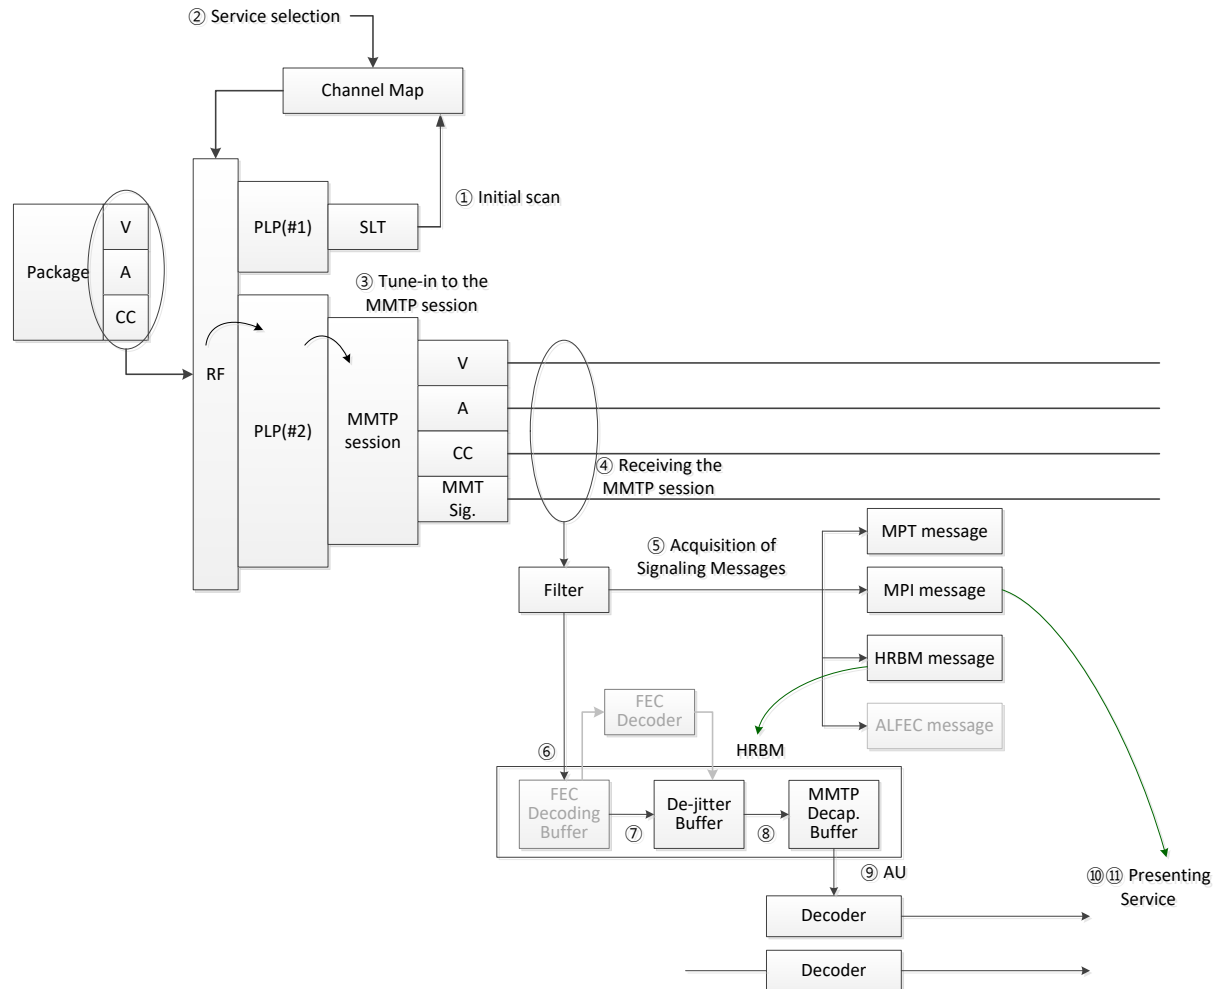 ② Service selection
Channel Map
① Initial scan
PLP(#1)
SLT
V
Package
A
CC
③ Tune-in to the
MMTP session
RF
PLP(#2)
MMTP
session
V
A
CC
MMT
Sig.
④ Receiving the
MMTP session
⑤ Acquisition of
Signaling Messages
Filter
MPT message
MPI message
HRBM message
ALFEC message
FEC
Decoder
HRBM
⑥
FEC
Decoding
Buffer
⑦
De-jitter
Buffer
⑧
MMTP
Decap.
Buffer
⑨ AU
⑩⑪ Presenting
Service
Decoder
Decoder